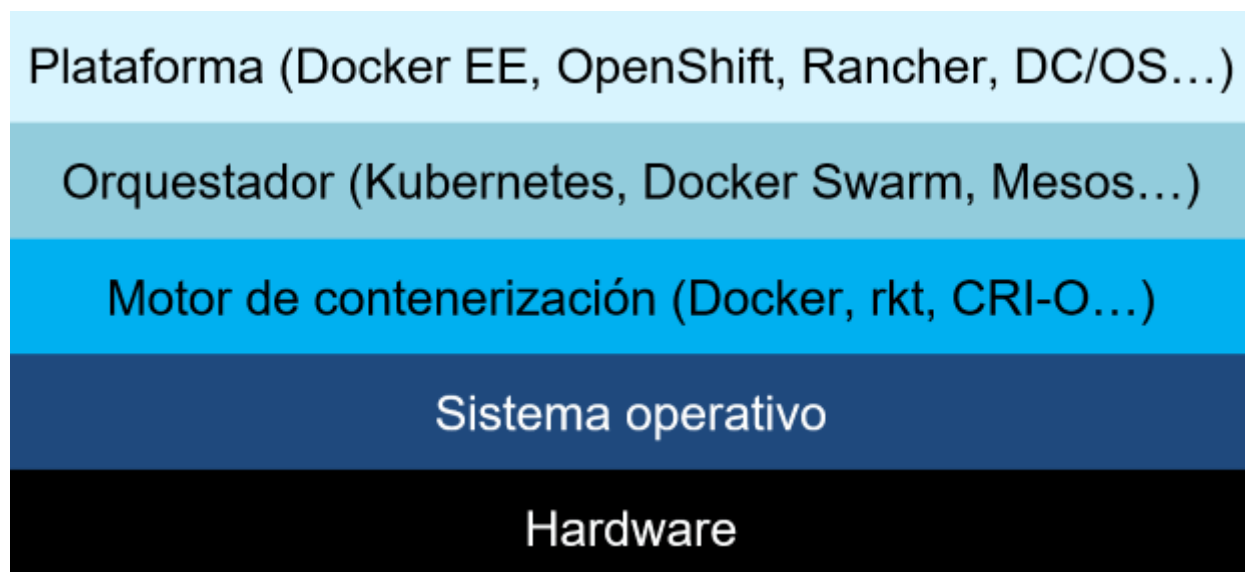 Plataforma (Docker EE, OpenShift, Rancher, DC/OS…)
Orquestador (Kubernetes, Docker Swarm, Mesos…)
Motor de contenerización (Docker, rkt, CRI-O…)
Sistema operativo
Hardware